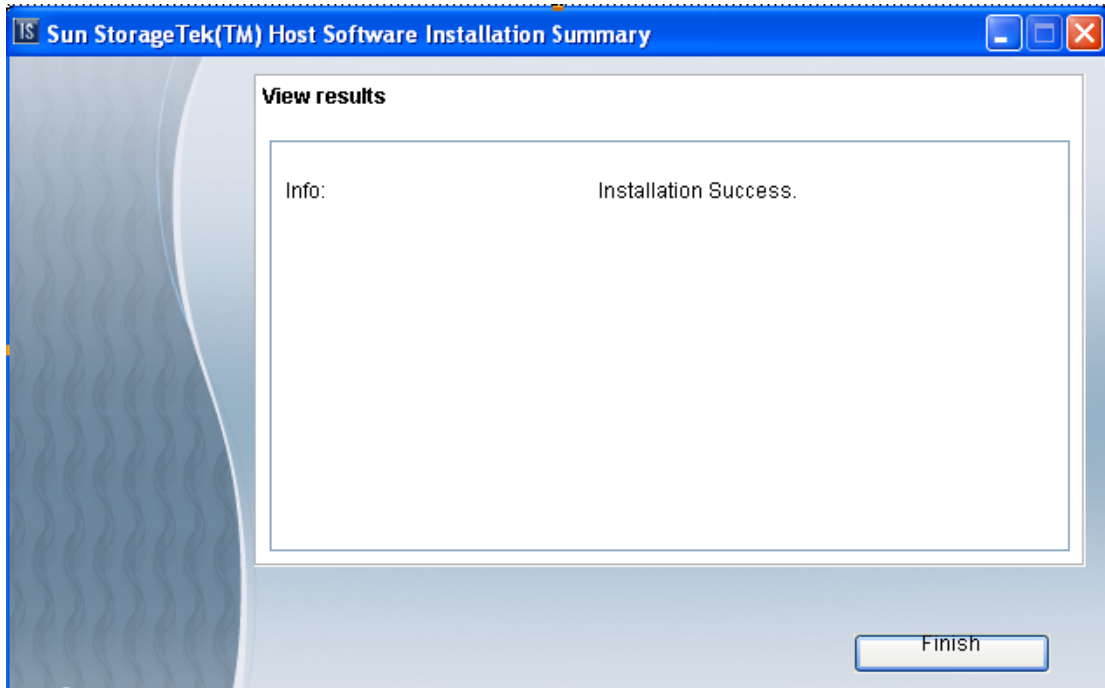 IS Sun StorageTek(TM) Host Software Installation Summary
View results
Info: Installation Success.
Finish